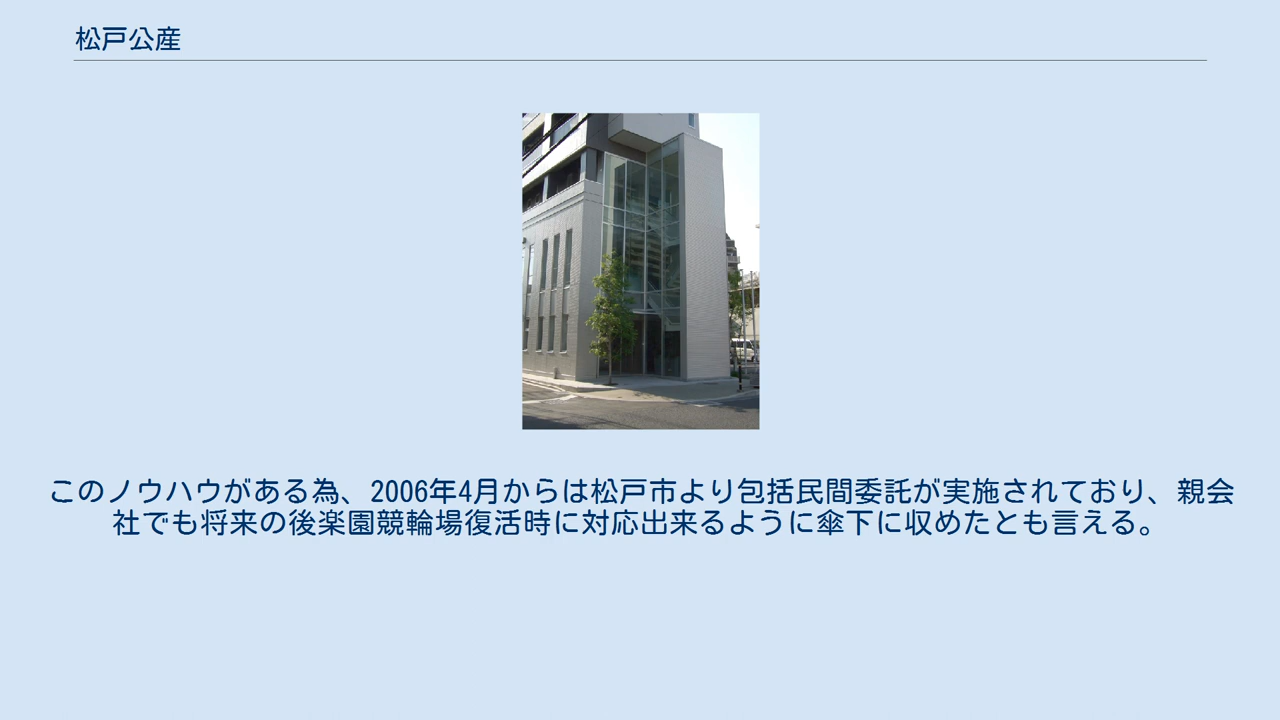 松戸公産
このノウハウがある為、2006年4月からは松戸市より包括民間委託が実施されており、親会
社でも将来の後楽園競輪場復活時に対応出来るように傘下に収めたとも言える。